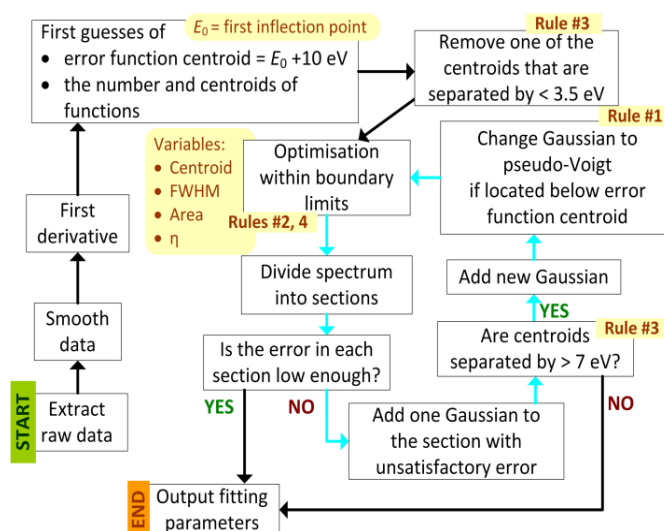 First guesses of
E₀ = first inflection point
• error function centroid = E₀ +10 eV
• the number and centroids of
functions
Rule #3
Remove one of the
centroids that are
separated by < 3.5 eV
Rule #1
Change Gaussian to
pseudo-Voigt
if located below error
function centroid
Variables:
• Centroid
• FWHM
• Area
• η
Optimisation
within boundary
limits
Rules #2, 4
First
derivative
Divide spectrum
into sections
Add new Gaussian
YES
Rule #3
Smooth
data
Is the error in each
section low enough?
Are centroids
separated by > 7 eV?
START
Extract
raw data
YES
NO
NO
Add one Gaussian to
the section with
unsatisfactory error
END
Output fitting
parameters